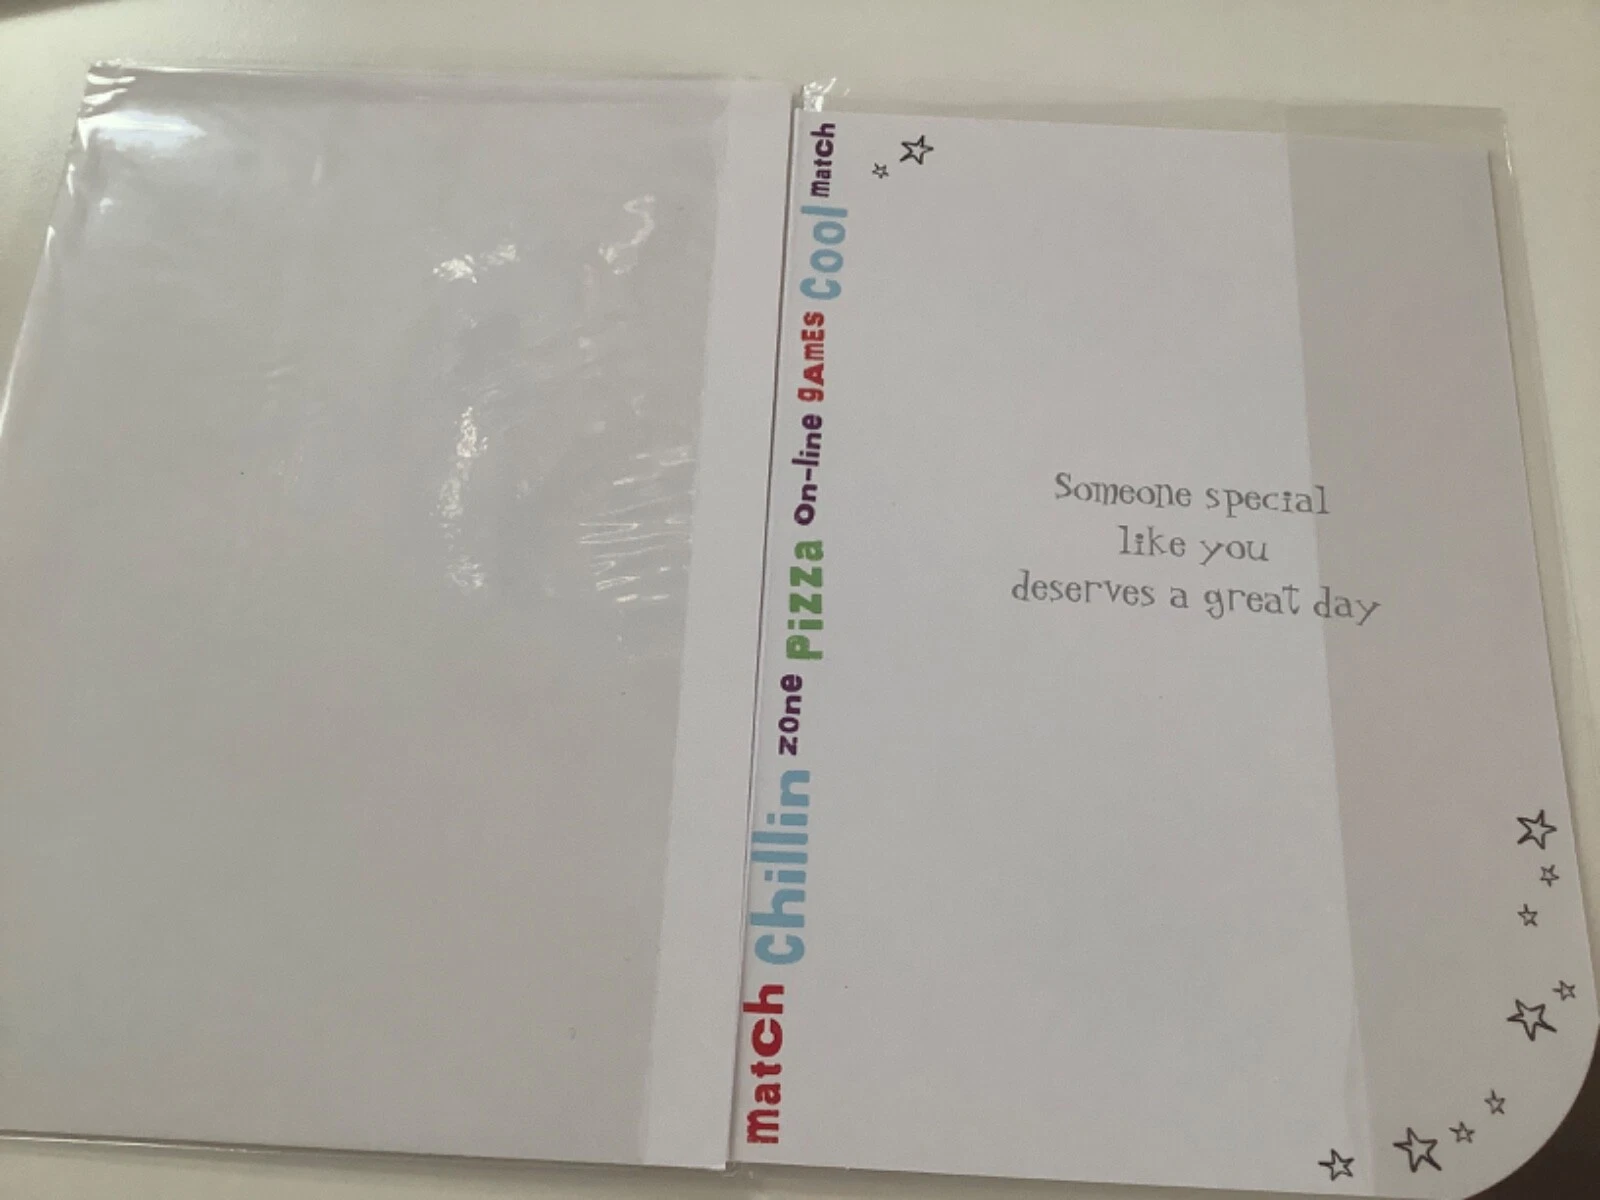 match Chillin zone Pizza On-line gAmES Cool match
Someone special
like you
deserves a great day